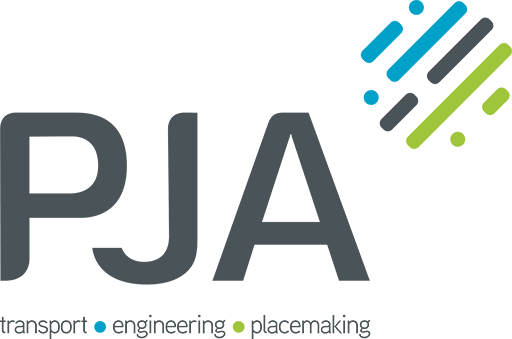 PJA
transport • engineering • placemaking